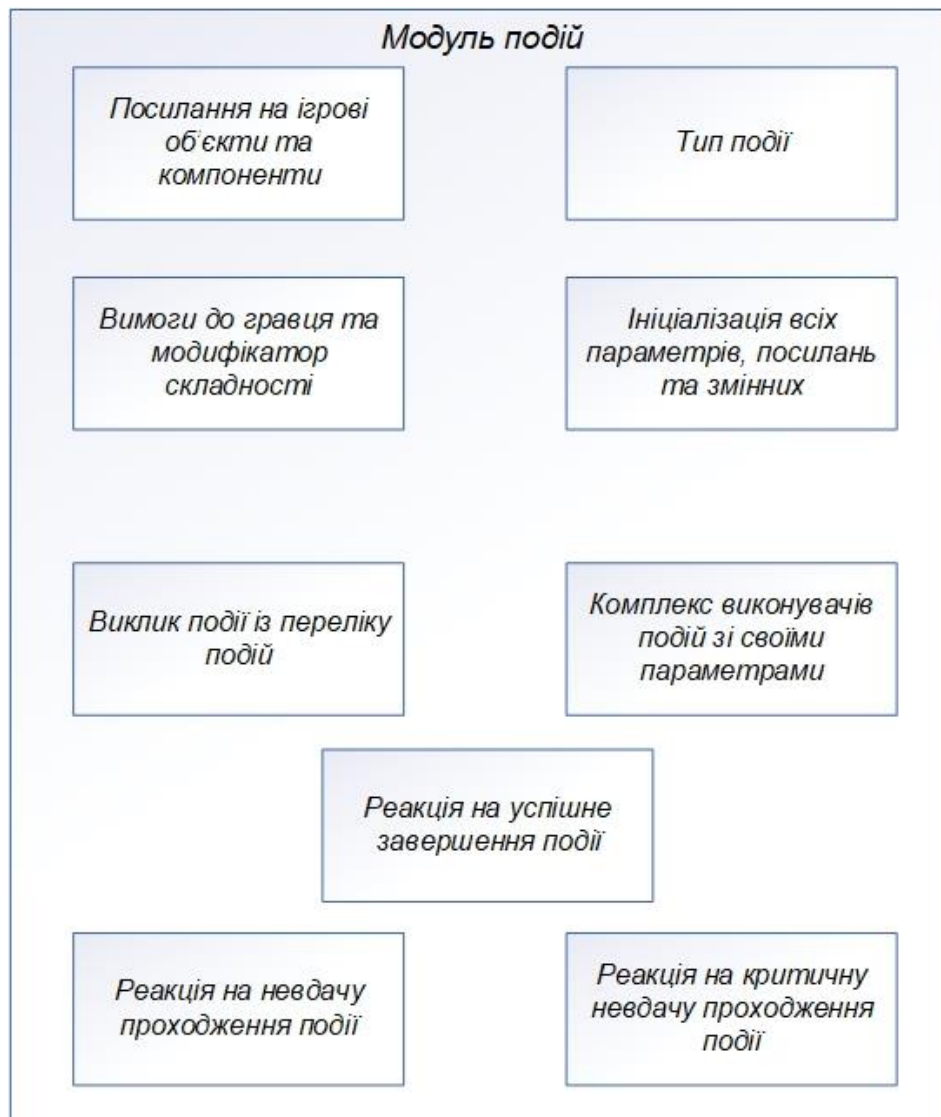 Модуль подій
Посилання на ігрові
об'єкти та
компоненти
Тип події
Вимоги до гравця та
модифікатор
складності
Ініціалізація всіх
параметрів, посилань
та змінних
Виклик події із переліку
подій
Комплекс виконувачів
подій зі своїми
параметрами
Реакція на успішне
завершення події
Реакція на невдачу
проходження події
Реакція на критичну
невдачу проходження
події